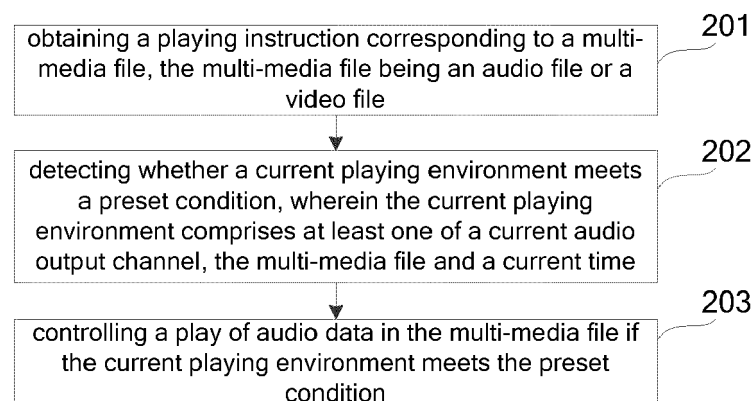 obtaining a playing instruction corresponding to a multi-
media file, the multi-media file being an audio file or a
video file
201
detecting whether a current playing environment meets
a preset condition, wherein the current playing
environment comprises at least one of a current audio
output channel, the multi-media file and a current time
202
controlling a play of audio data in the multi-media file if
the current playing environment meets the preset
condition
203